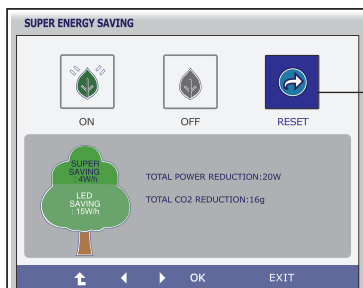 SUPER ENERGY SAVING
ON
OFF
RESET
SUPER
SAVING
: 4W/h
LED
SAVING
: 15W/h
TOTAL POWER REDUCTION:20W
TOTAL CO2 REDUCTION:16g
OK
EXIT